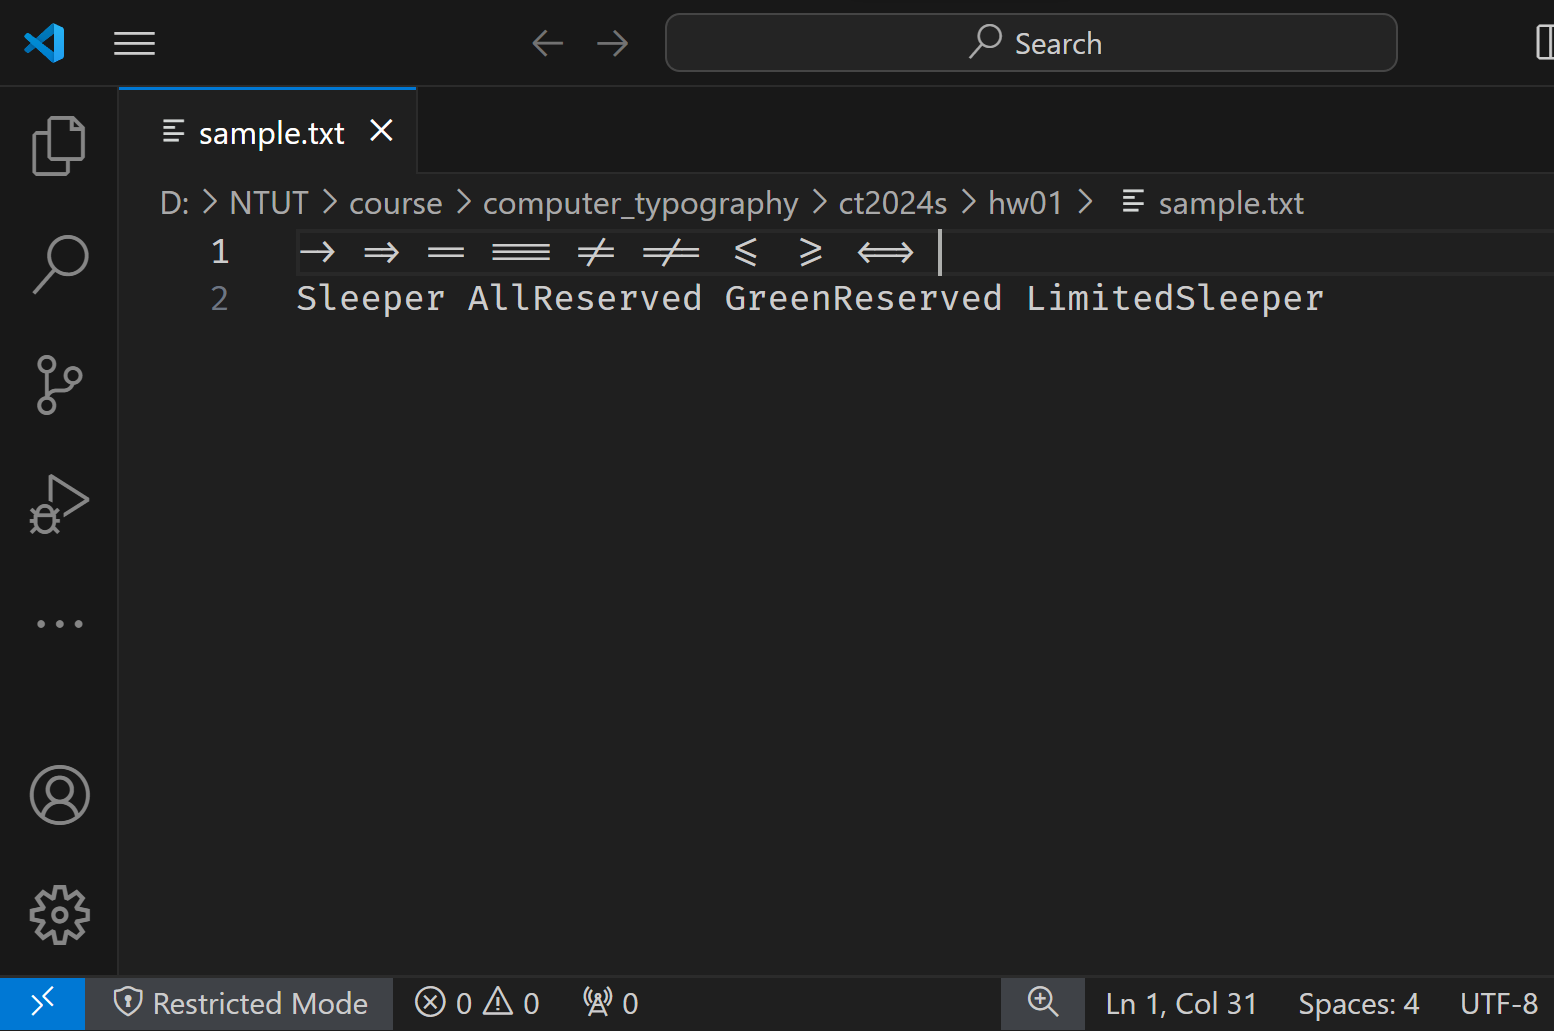 Search
sample.txt
D: > NTUT > course > computer_typography > ct2024s > hw01 > sample.txt
1 -> => == === != !== <= >= <=>
2 Sleeper AllReserved GreenReserved LimitedSleeper
Restricted Mode 0 0 0 Ln 1, Col 31 Spaces: 4 UTF-8